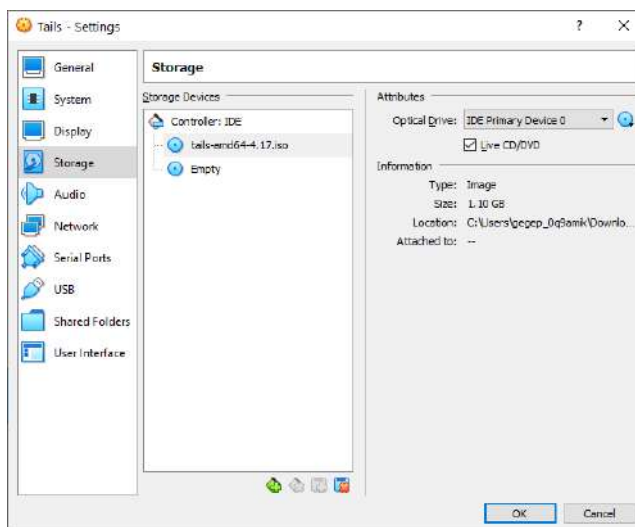 Tails - Settings
General
System
Display
Storage
Audio
Network
Serial Ports
USB
Shared Folders
User Interface
Storage
Storage Devices
Controller: IDE
tails-amd64-4.17.iso
Empty
Attributes
Optical Drive: IDE Primary Device 0
Live CD/DVD
Information
Type: Image
Size: 1.10 GB
Location: C:\Users\gegep_0q9amik\Downlo...
Attached to: --
OK
Cancel